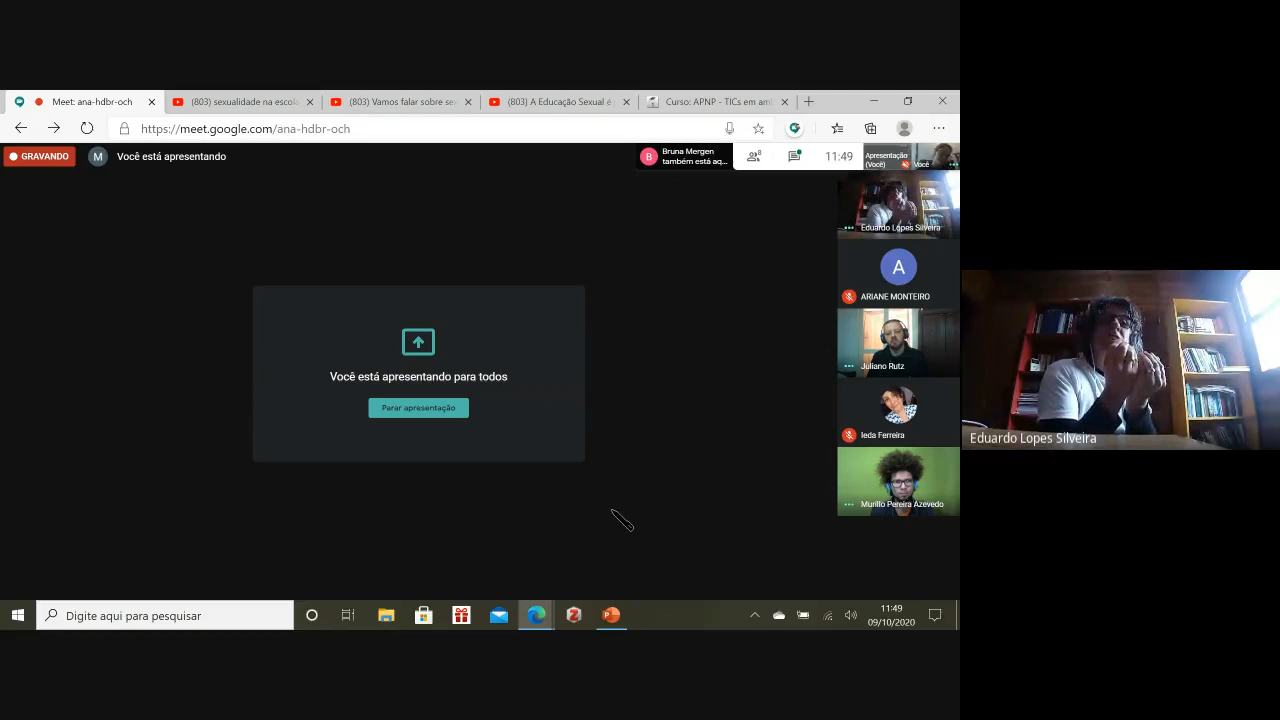 Meet: ana-hdbr-och
(803) sexualidade na escola
(803) Vamos falar sobre se
(803) A Educação Sexual é
Curso: APNP - TICs em am
https://meet.google.com/ana-hdbr-och
GRAVANDO
M
Você está apresentando
B
Bruna Mergen
também está aq...
8
11:49
Apresentação
(Você)
Você
Eduardo Lopes Silveira
A
ARIANE MONTEIRO
Juliano Rutz
Ieda Ferreira
Murillo Pereira Azevedo
Você está apresentando para todos
Parar apresentação
Eduardo Lopes Silveira
Digite aqui para pesquisar
11:49
09/10/2020